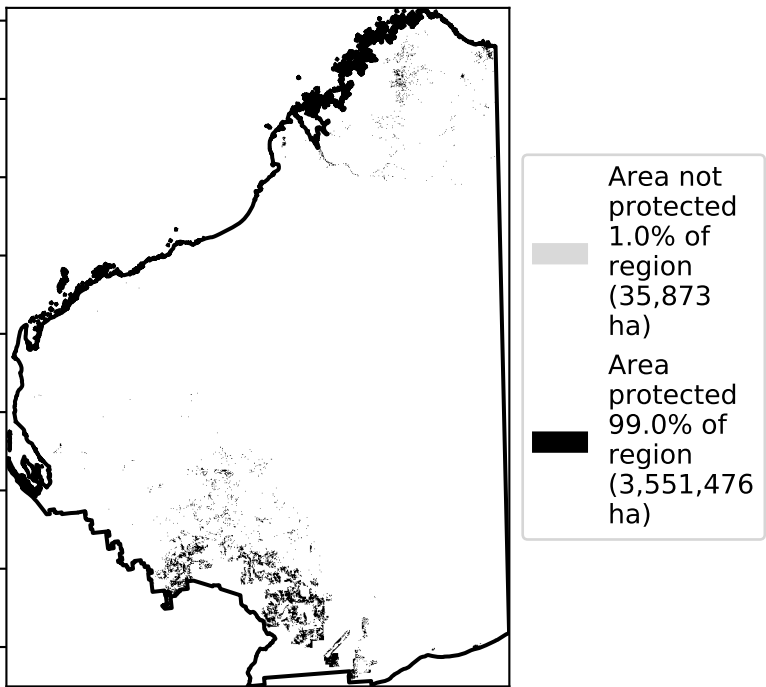 Area not
protected
1.0% of
region
(35,873
ha)
Area
protected
99.0% of
region
(3,551,476
ha)